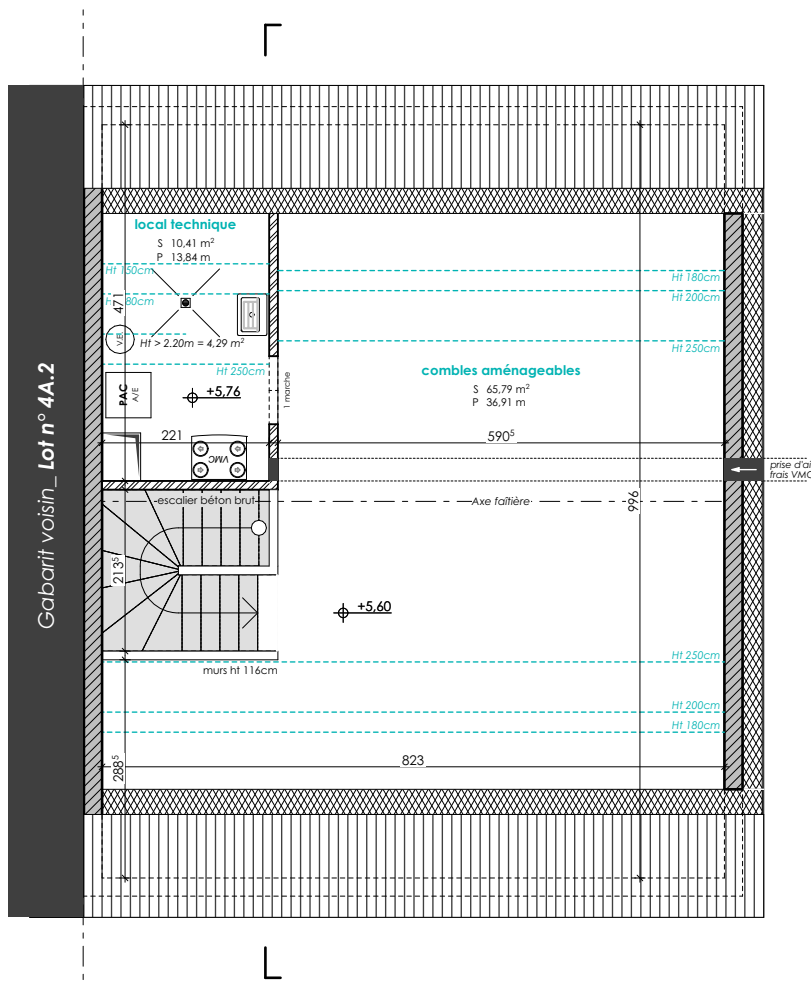 local technique
S 10,41 m²
P 13,84 m
Ht 150cm
Ht 180cm
471
V.E.
Ht > 2.20m = 4,29 m²
Ht 250cm
PAC
A/E
+5,76
1 marche
221
VMC
Ht 180cm
Ht 200cm
Ht 250cm
combles aménageables
S 65,79 m²
P 36,91 m
590⁵
prise d'ai
frais VMC
escalier béton brut
Axe faîtière
996
213⁵
+5,60
murs ht 116cm
Ht 250cm
Ht 200cm
Ht 180cm
288⁵
823
Gabarit voisin_ Lot n° 4A.2